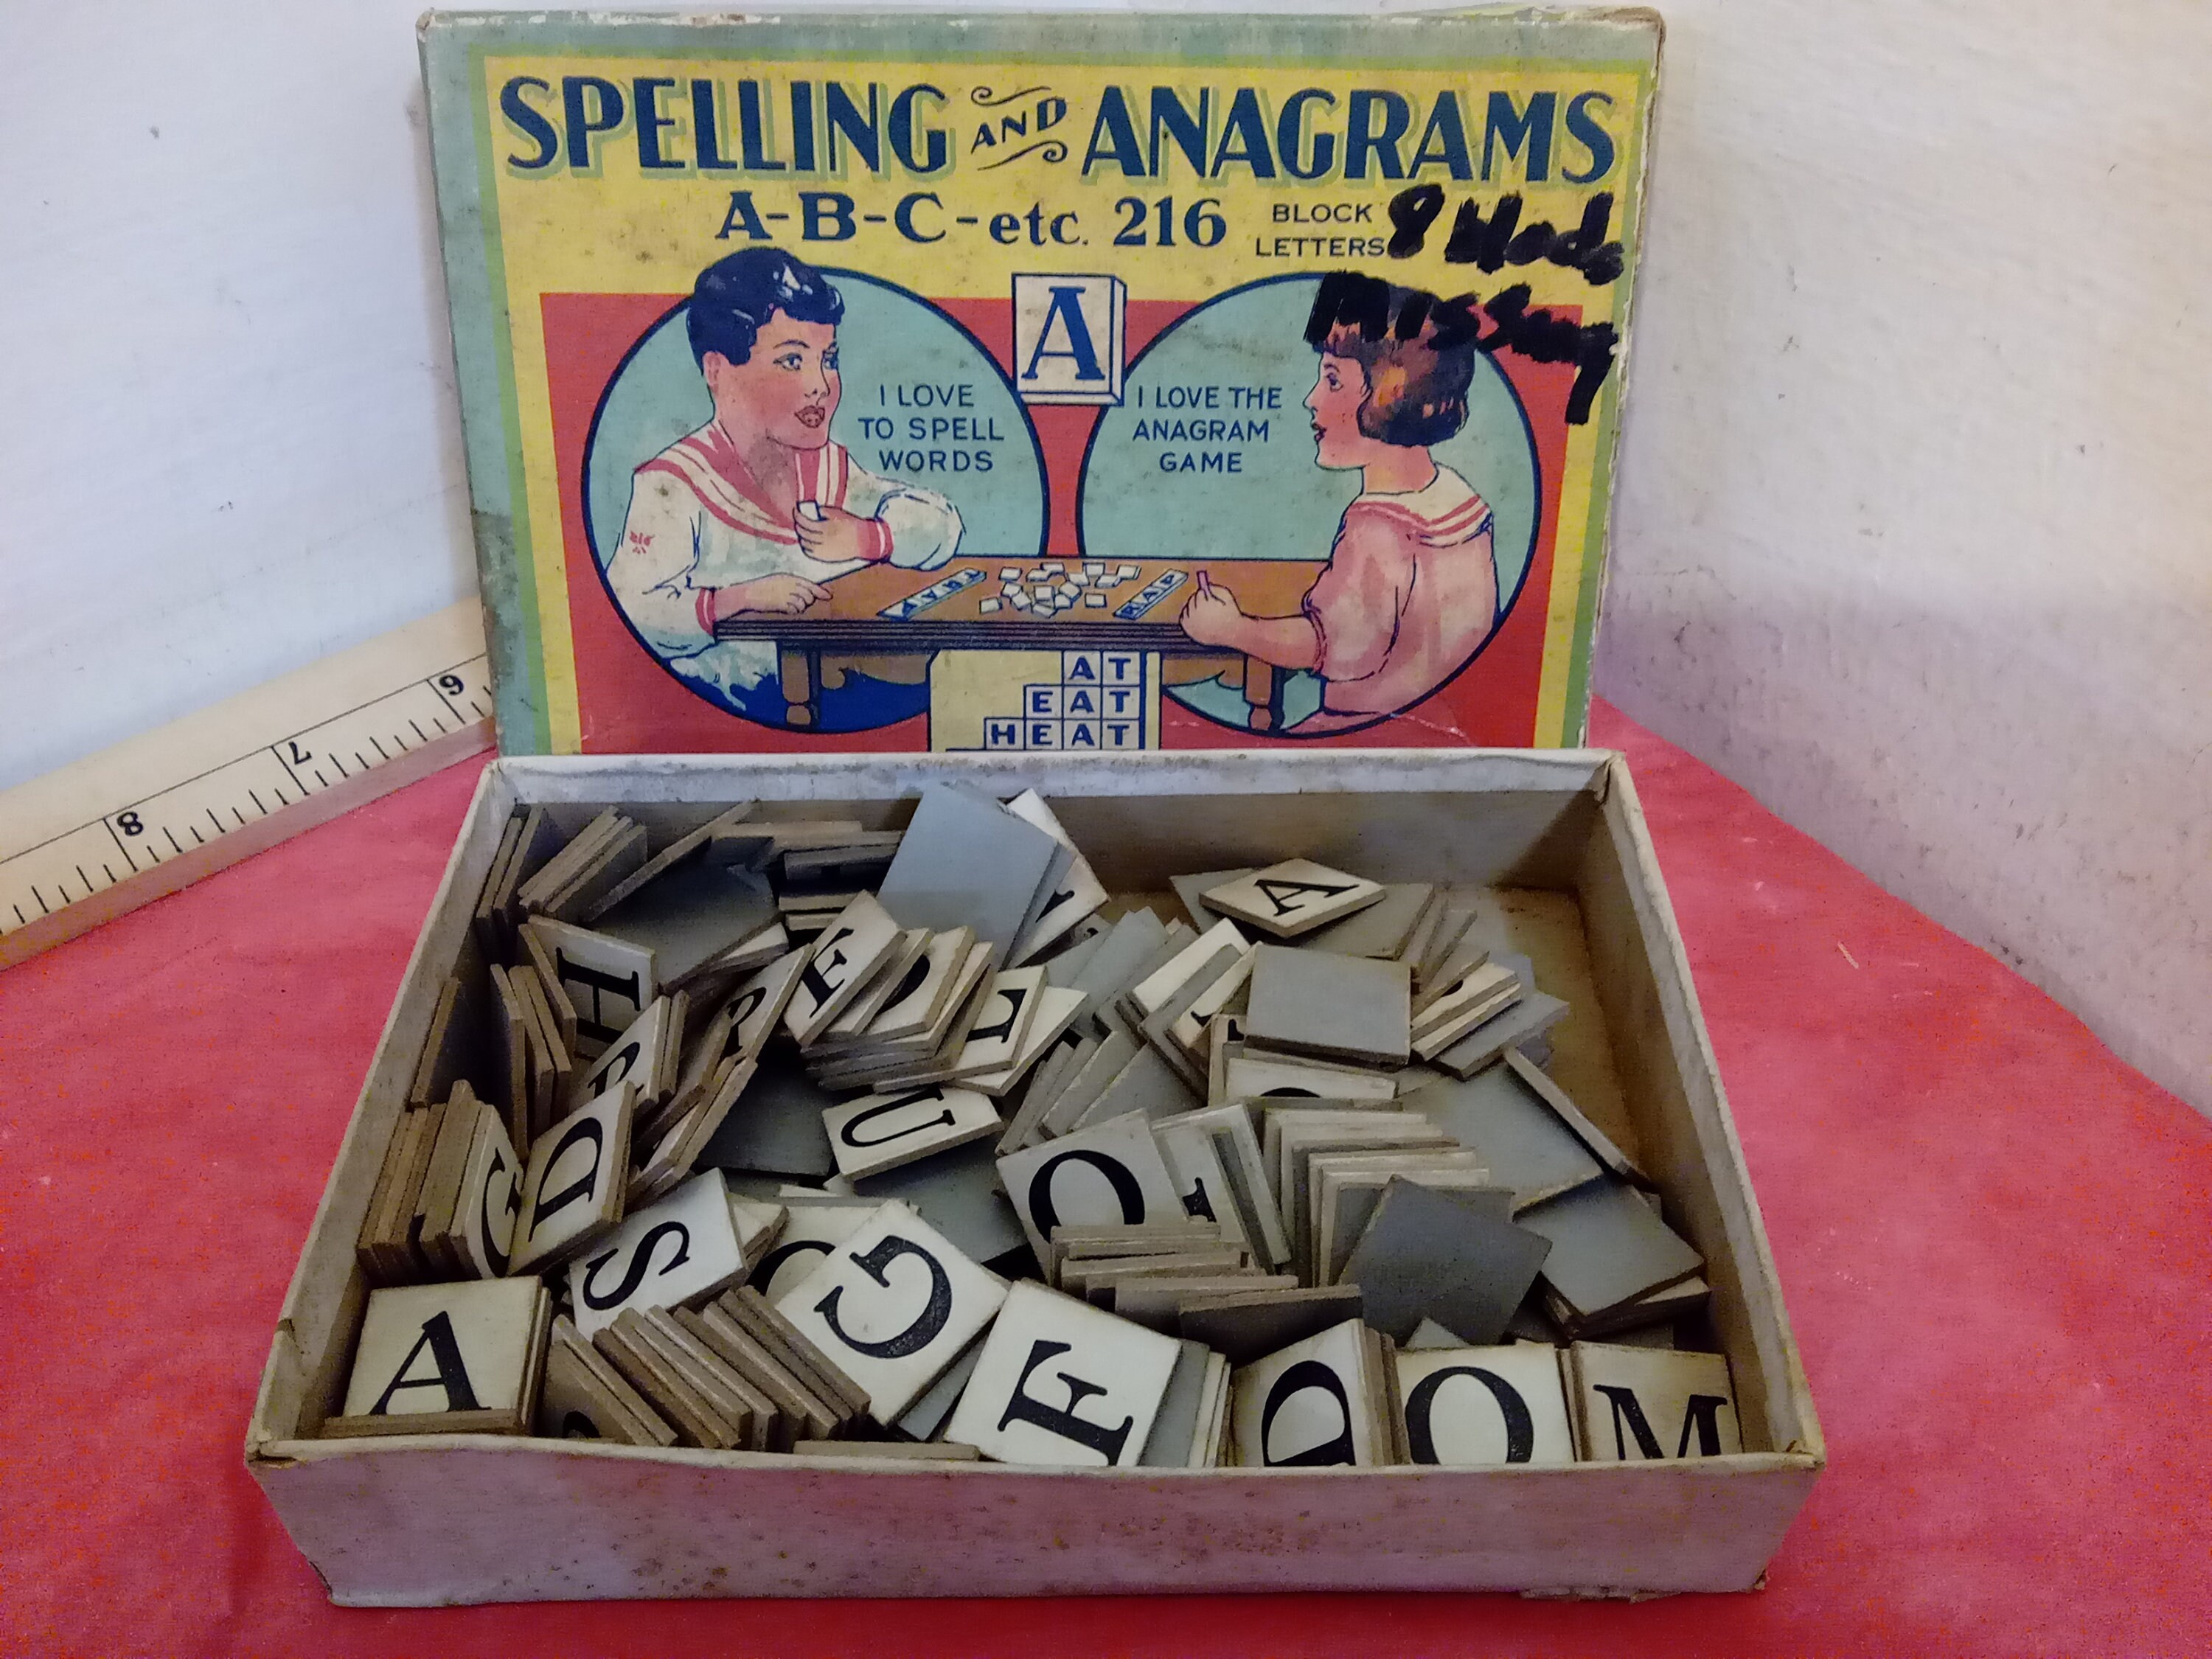 SPELLING AND ANAGRAMS
A-B-C-etc. 216 BLOCK LETTERS 8
Missing
A
I LOVE
TO SPELL
WORDS
I LOVE THE
ANAGRAM
GAME
RAP
AT
EAT
HEAT
6
7
8
A
H
F
L
P
U
G
D
O
S
G
A
F
D
O
M